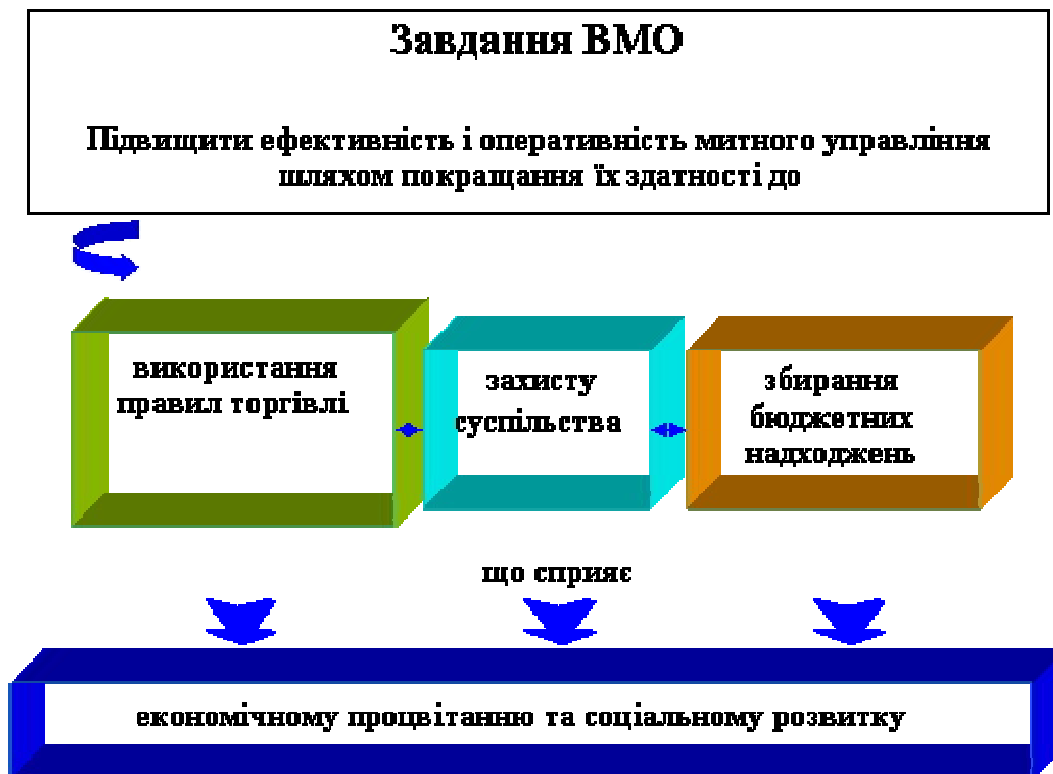 Завдання ВМО
Підвищити ефективність і оперативність митного управління
шляхом покращання їх здатності до
використання
правил торгівлі
захисту
суспільства
збирання
бюджетних
надходжень
що сприяє
економічному процвітанню та соціальному розвитку